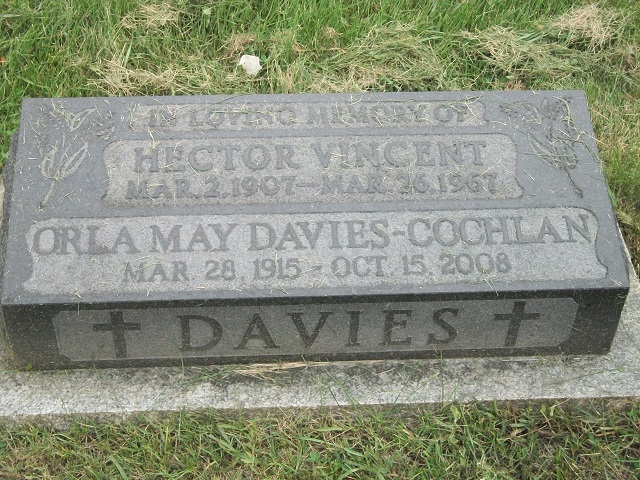 IN LOVING MEMORY OF
HECTOR VINCENT
MAR. 2. 1907 - MAR. 26. 1967
ORLA MAY DAVIES-COCHLAN
MAR 28. 1915 - OCT. 15. 2008
DAVIES